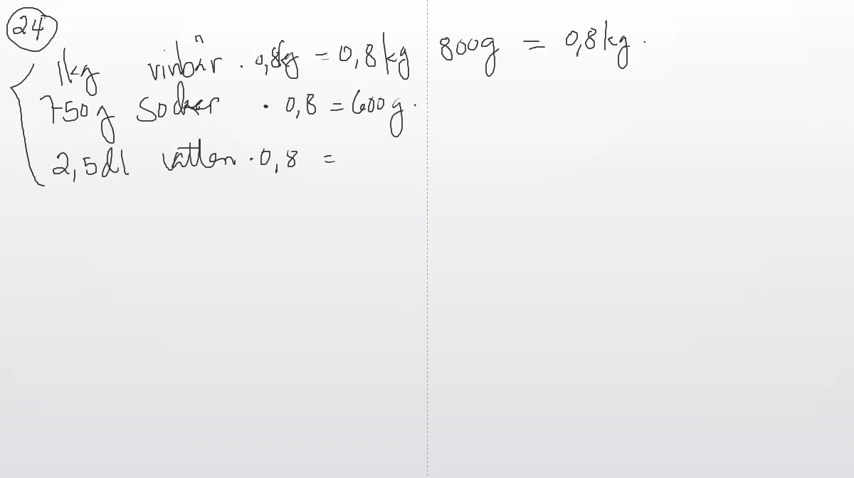 24
1kg vinbär · 0,8kg = 0,8kg
750g socker · 0,8 = 600g.
2,5dl vatten · 0,8 =
800g = 0,8kg.